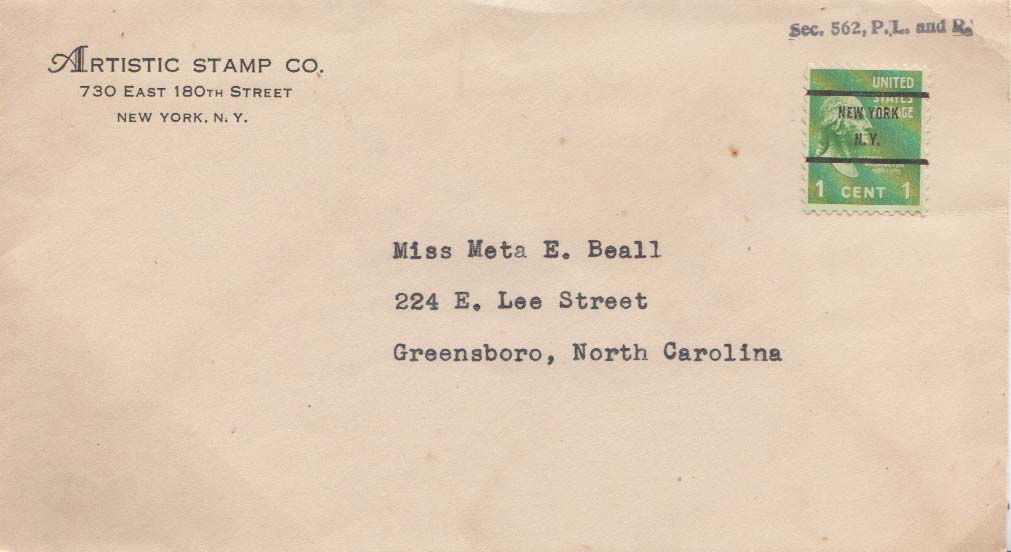 ARTISTIC STAMP CO.
730 EAST 180TH STREET
NEW YORK, N. Y.
Sec. 562, P.L. and R.
UNITED
STATES
NEW YORK
N.Y.
1 CENT 1
Miss Meta E. Beall
224 E. Lee Street
Greensboro, North Carolina